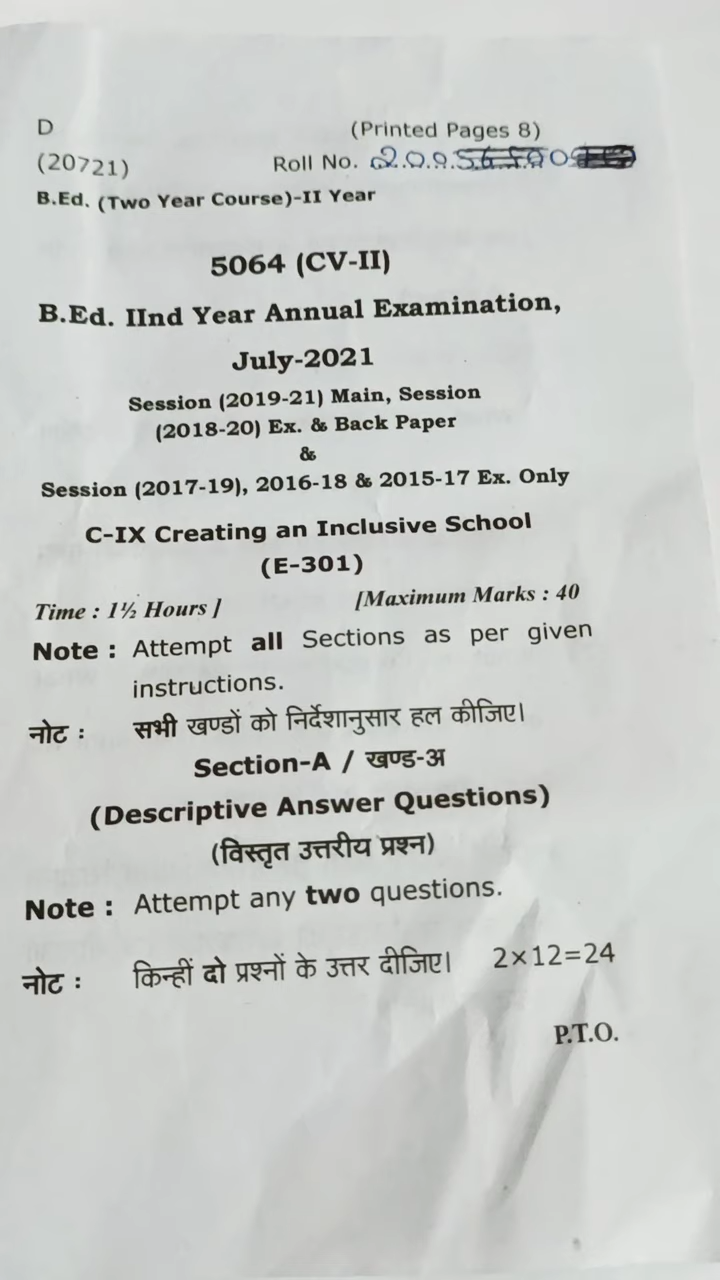 D
(Printed Pages 8)
(20721)
Roll No.
B.Ed. (Two Year Course)-II Year
5064 (CV-II)
B.Ed. IInd Year Annual Examination,
July-2021
Session (2019-21) Main, Session
(2018-20) Ex. & Back Paper
&
Session (2017-19), 2016-18 & 2015-17 Ex. Only
C-IX Creating an Inclusive School
(E-301)
Time : 1½ Hours ]
[Maximum Marks : 40
Note : Attempt all Sections as per given
instructions.
नोट : सभी खण्डों को निर्देशानुसार हल कीजिए।
Section-A / खण्ड-अ
(Descriptive Answer Questions)
(विस्तृत उत्तरीय प्रश्न)
Note : Attempt any two questions.
नोट : किन्हीं दो प्रश्नों के उत्तर दीजिए। 2×12=24
P.T.O.